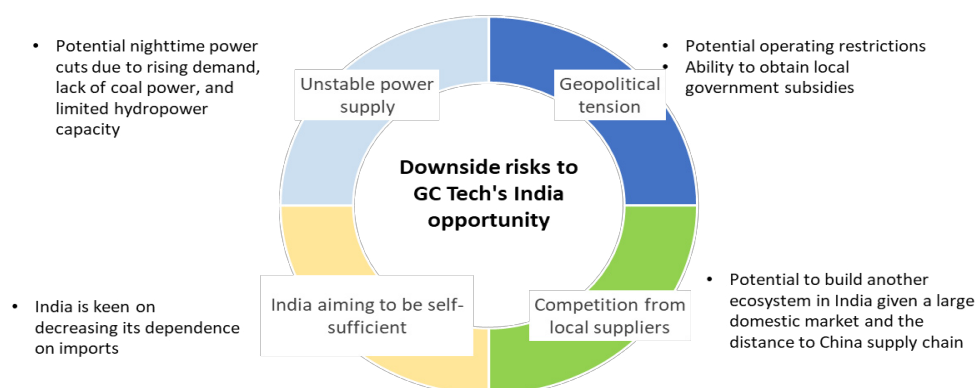 • Potential nighttime power
cuts due to rising demand,
lack of coal power, and
limited hydropower
capacity
Unstable power
supply
Geopolitical
tension
• Potential operating restrictions
• Ability to obtain local
government subsidies
Downside risks to
GC Tech's India
opportunity
• India is keen on
decreasing its dependence
on imports
India aiming to be self-
sufficient
Competition from
local suppliers
• Potential to build another
ecosystem in India given a large
domestic market and the
distance to China supply chain